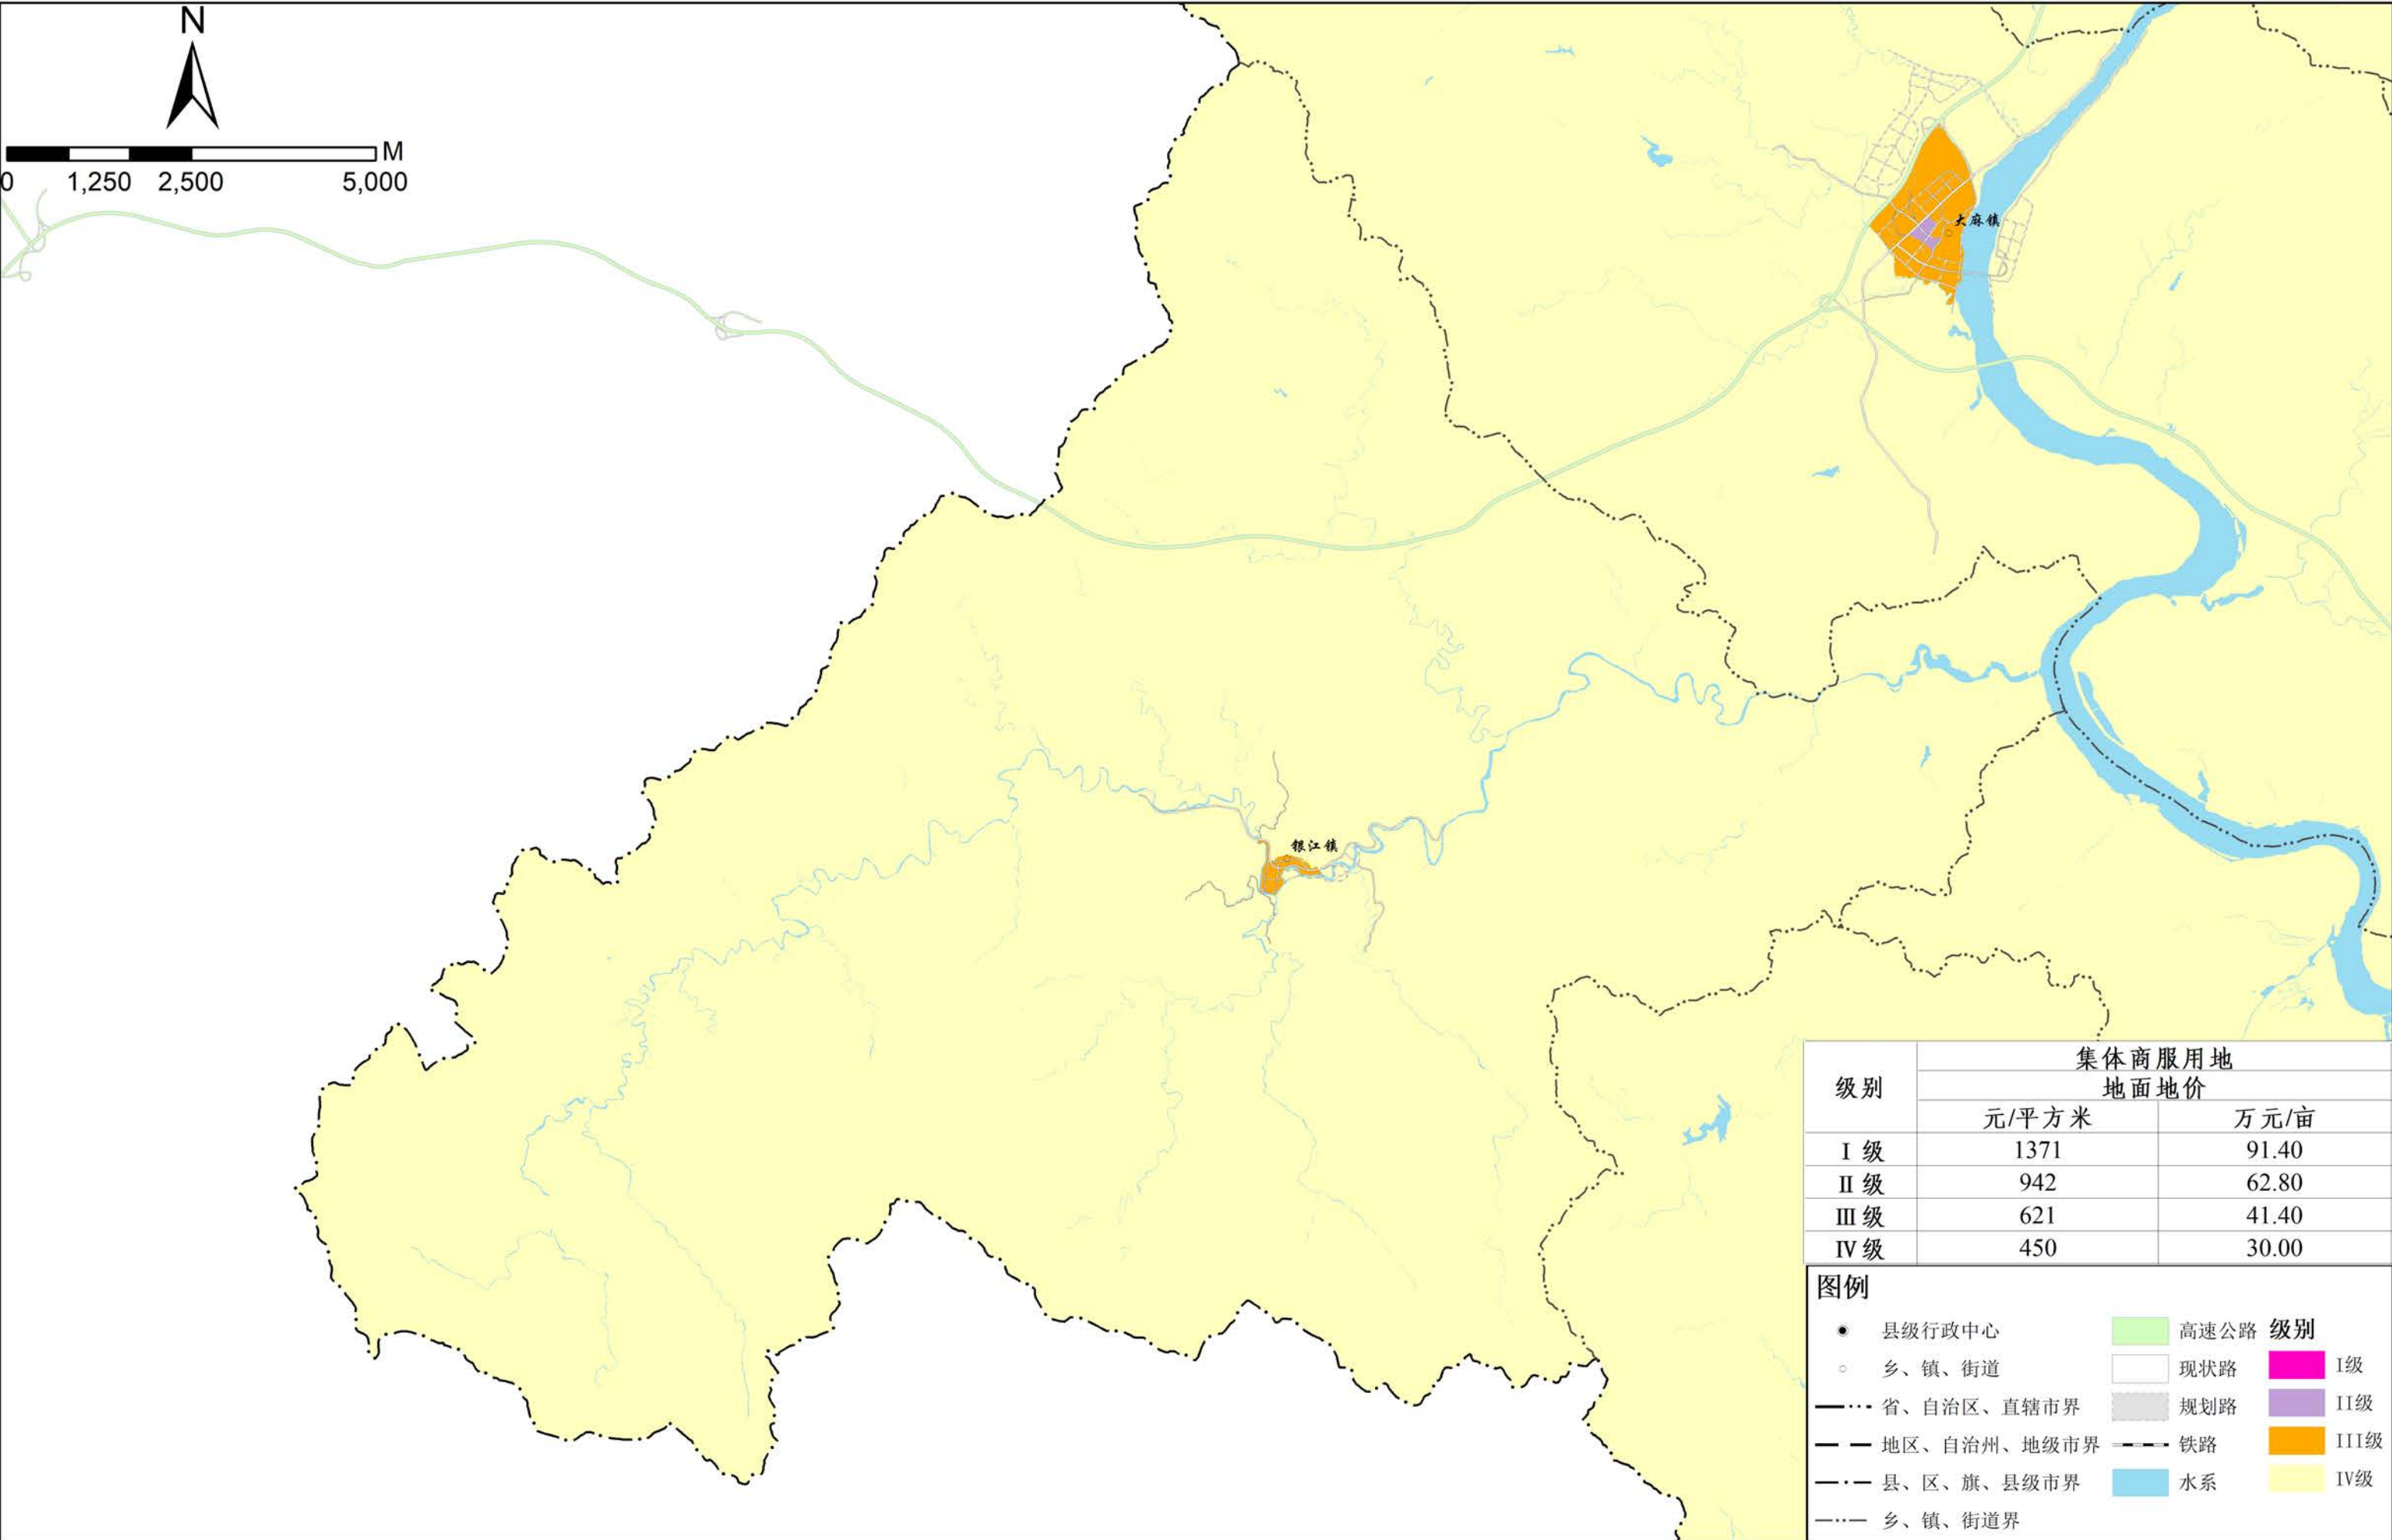 N
M
0 1,250 2,500 5,000
大麻镇
银江镇
级别 集体商服用地
地面地价
元/平方米 万元/亩
I 级 1371 91.40
II 级 942 62.80
III 级 621 41.40
IV 级 450 30.00
图例
县级行政中心 高速公路 级别
乡、镇、街道 现状路 I级
省、自治区、直辖市界 规划路 II级
地区、自治州、地级市界 铁路 III级
县、区、旗、县级市界 水系 IV级
乡、镇、街道界